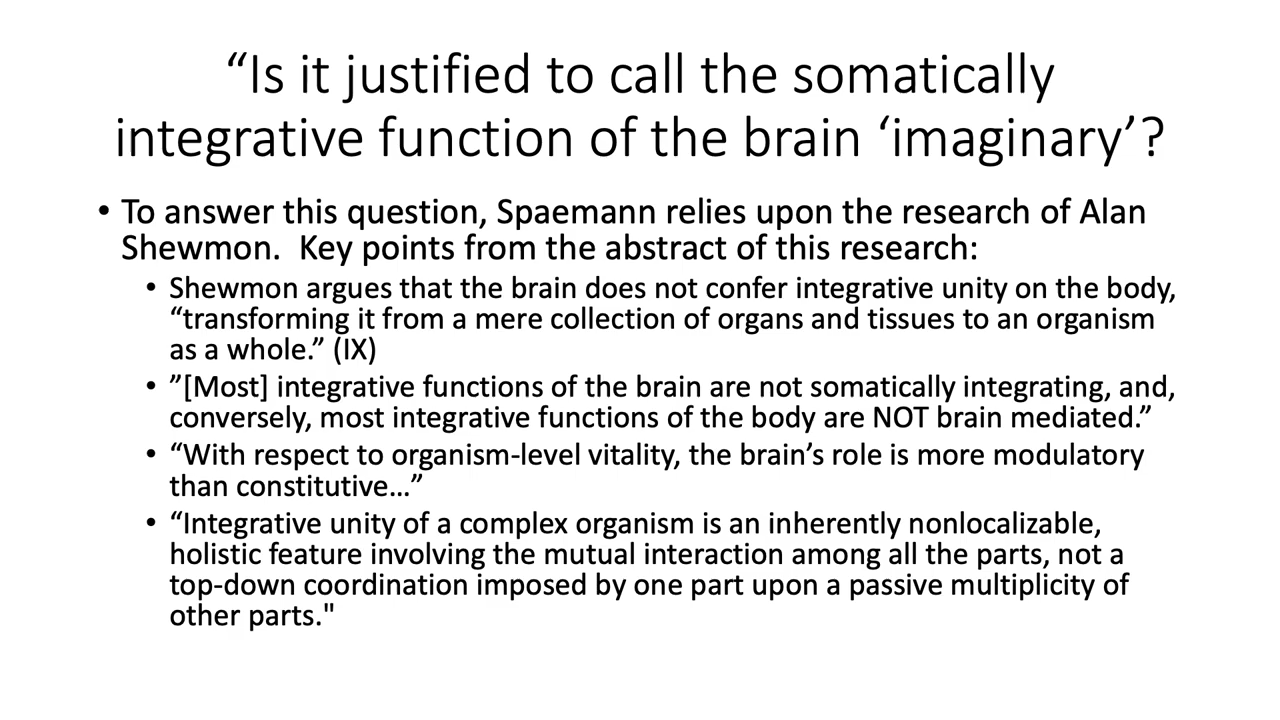 “Is it justified to call the somatically
integrative function of the brain ‘imaginary’?
• To answer this question, Spaemann relies upon the research of Alan
Shewmon.  Key points from the abstract of this research:
• Shewmon argues that the brain does not confer integrative unity on the body,
“transforming it from a mere collection of organs and tissues to an organism
as a whole.” (IX)
• ”[Most] integrative functions of the brain are not somatically integrating, and,
conversely, most integrative functions of the body are NOT brain mediated.”
• “With respect to organism-level vitality, the brain’s role is more modulatory
than constitutive…”
• “Integrative unity of a complex organism is an inherently nonlocalizable,
holistic feature involving the mutual interaction among all the parts, not a
top-down coordination imposed by one part upon a passive multiplicity of
other parts."